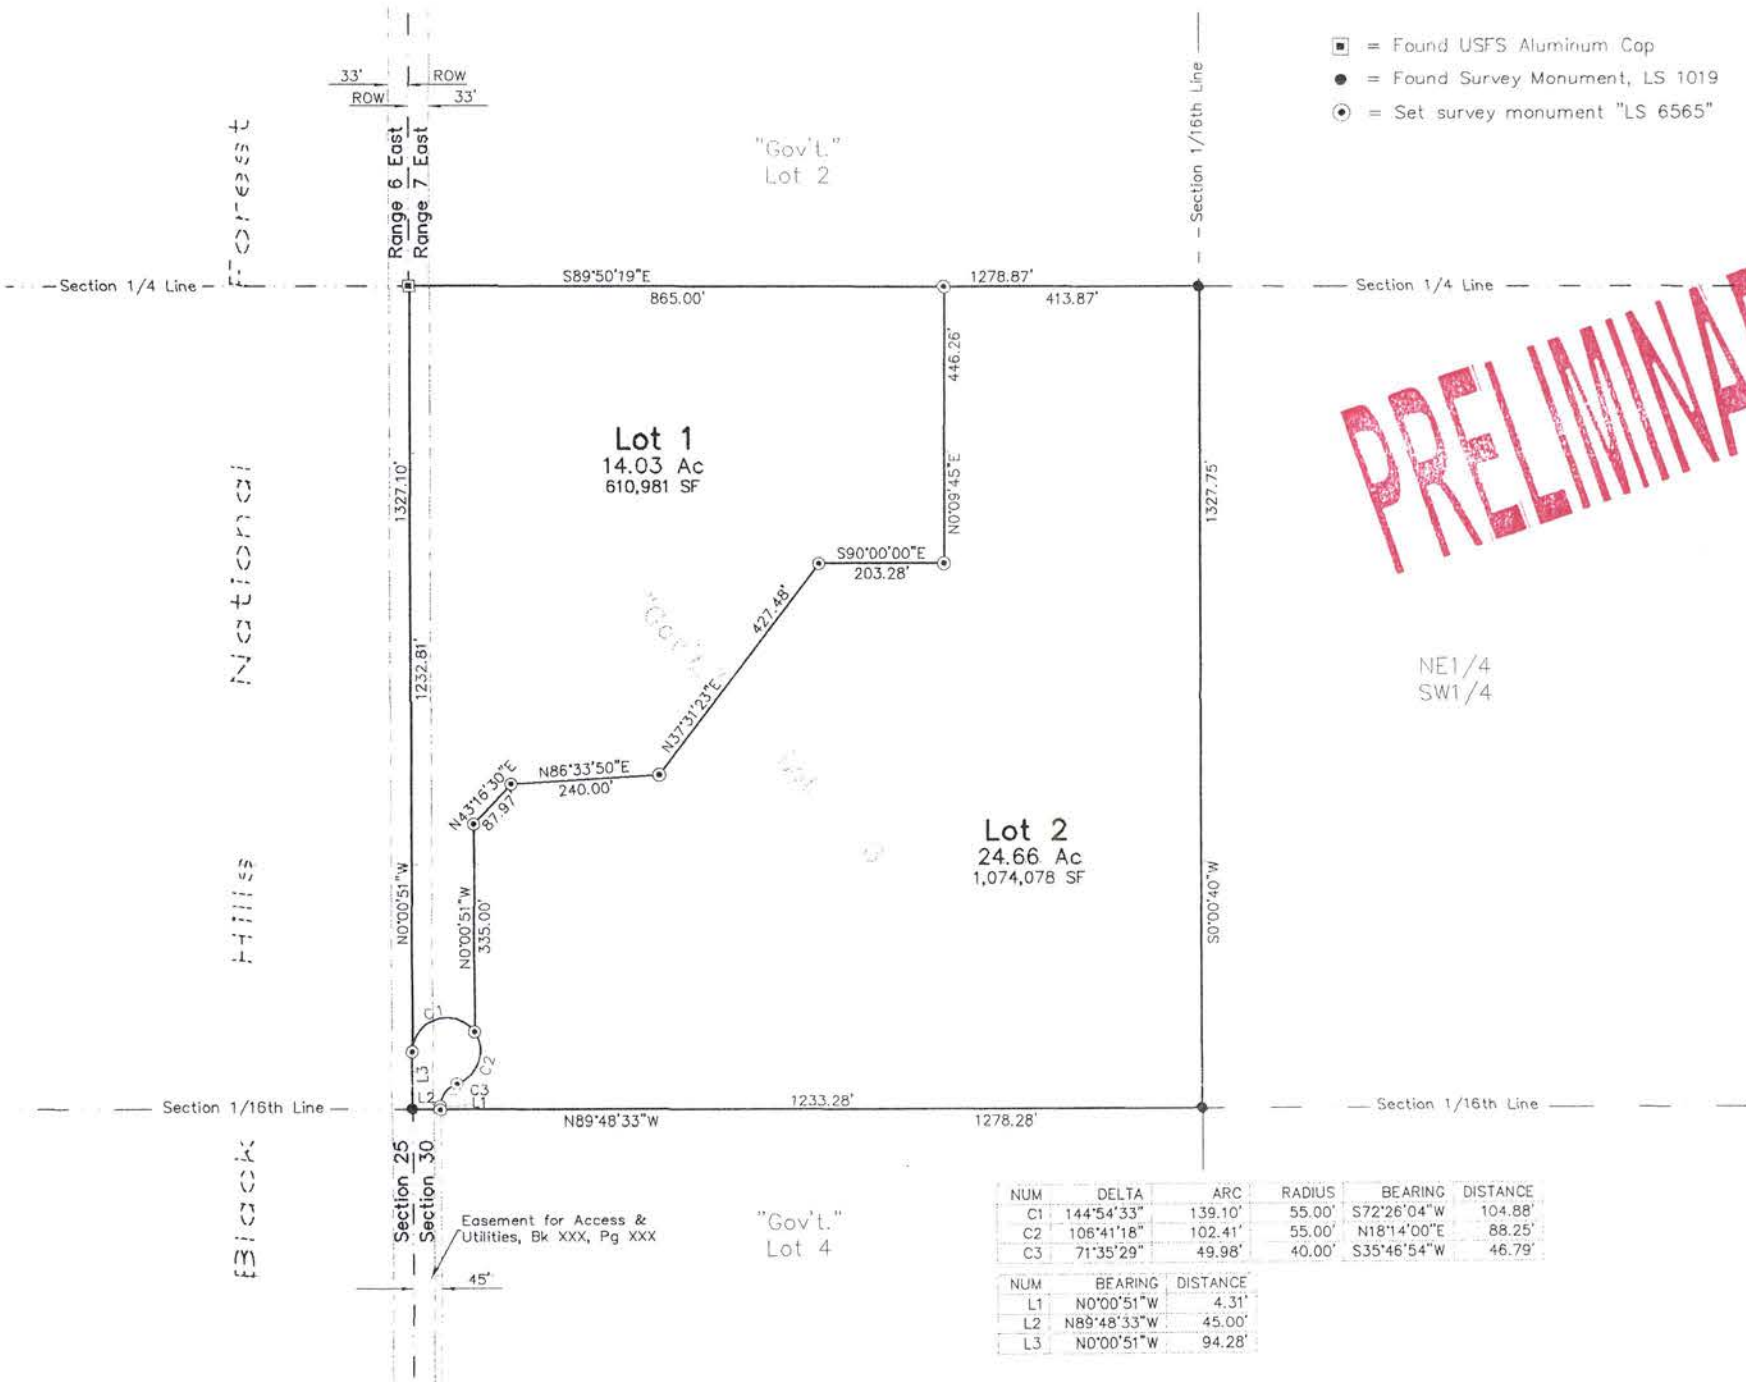 = Found USFS Aluminum Cap
= Found Survey Monument, LS 1019
= Set survey monument "LS 6565"
33' ROW
ROW 33'
Range 6 East
Range 7 East
"Gov't."
Lot 2
Section 1/16th Line
Section 1/4 Line
S89°50'19"E
865.00'
1278.87'
413.87'
Section 1/4 Line
446.26'
N0°09'45"E
Lot 1
14.03 Ac
610,981 SF
1327.10'
1327.75'
PRELIMINA
S90°00'00"E
203.28'
427.48'
N37°31'23"E
1232.81'
NE1/4
SW1/4
N86°33'50"E
240.00'
N43°16'30"E
87.97'
Lot 2
24.66 Ac
1,074,078 SF
N0°00'51"W
N0°00'51"W
335.00'
S0°00'40"W
C1
C2
L3
C3
L2
L1
Section 1/16th Line
1233.28'
N89°48'33"W
1278.28'
Section 1/16th Line
Black Hills National Forest
Section 25
Section 30
Easement for Access &
Utilities, Bk XXX, Pg XXX
45'
"Gov't."
Lot 4
NUM DELTA ARC RADIUS BEARING DISTANCE
C1 144°54'33" 139.10' 55.00' S72°26'04"W 104.88'
C2 106°41'18" 102.41' 55.00' N18°14'00"E 88.25'
C3 71°35'29" 49.98' 40.00' S35°46'54"W 46.79'
NUM BEARING DISTANCE
L1 N0°00'51"W 4.31'
L2 N89°48'33"W 45.00'
L3 N0°00'51"W 94.28'